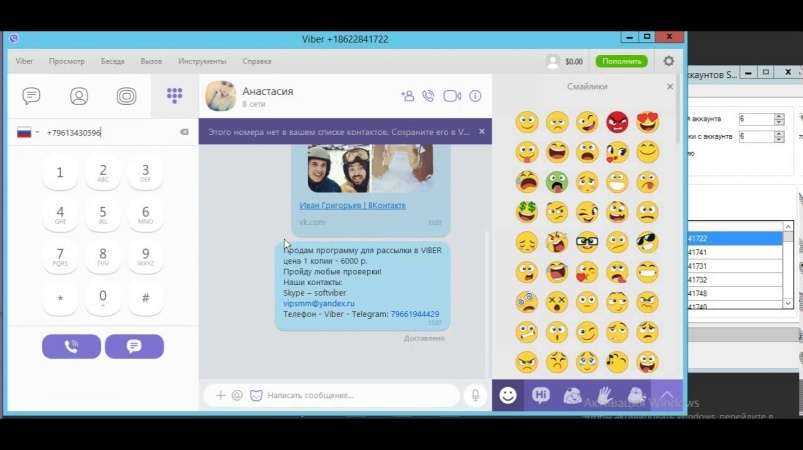 Viber +18622841722
Viber Просмотр Беседа Вызов Инструменты Справка
$0.00 Пополнить
Анастасия
В сети
Смайлики
+79613430596
Этого номера нет в вашем списке контактов. Сохраните его в V...
1 2 ABC 3 DEF
4 GHI 5 JKL 6 MNO
7 PQRS 8 TUV 9 WXYZ
* 0 + #
Иван Григорьев | ВКонтакте
vk.com 13:07
Продам программу для рассылки в VIBER
цена 1 копии - 6000 р.
Пройду любые проверки!
Наши контакты:
Skype – softviber
vipsmm@yandex.ru
Телефон - Viber - Telegram: 79661944429
13:07
Доставлено
Написать сообщение...
Hi
каунтов S...
аккаунта 6
и с аккаунта 6
41722
41741
41731
41732
41748
41740
Активация Windows
Чтобы активировать Windows, перейдите в